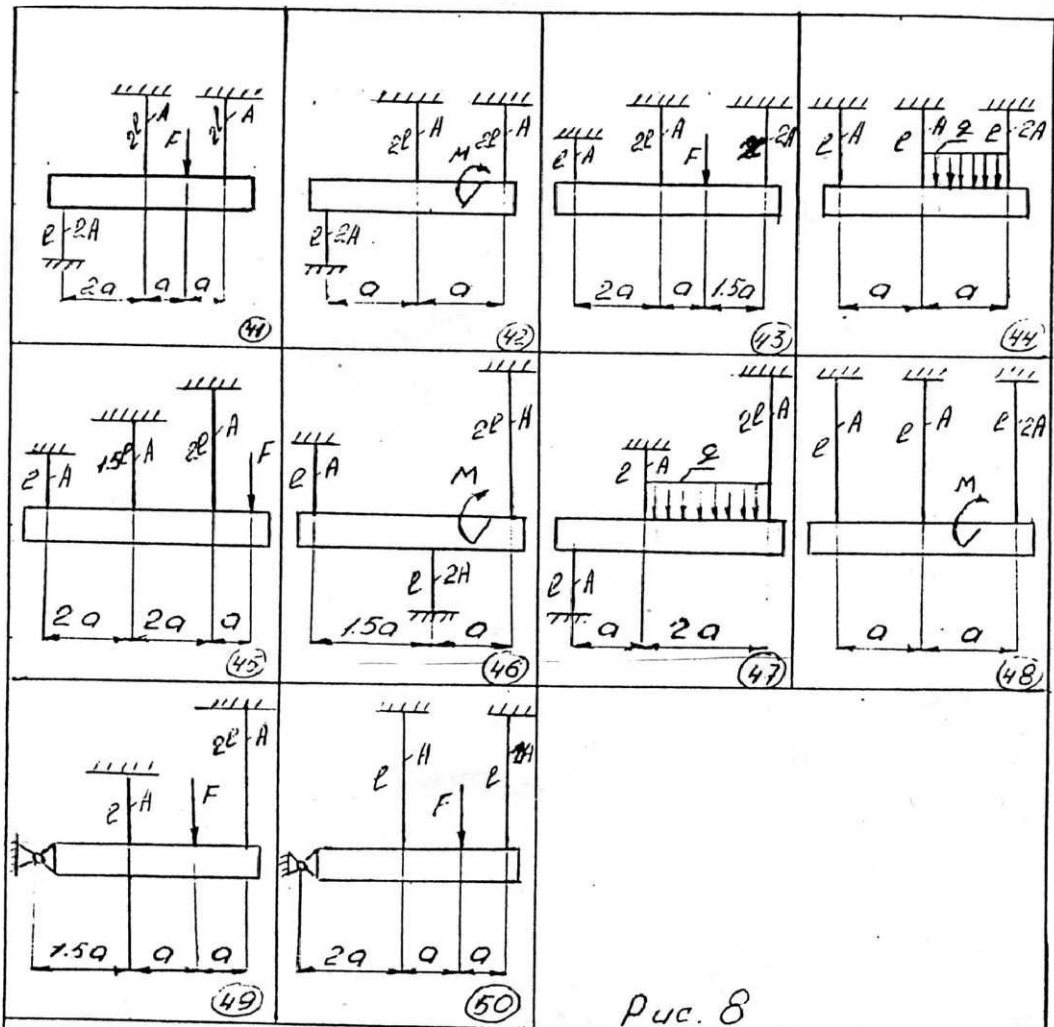 2l A 2l A
F
l 2A
2a a a
41
2l A 2l A
M
l 2A
a a
42
l A 2l A 2A
F
2a a 1.5a
43
l A l A l 2A
q
a a
44
l A 1.5l A 2l A
F
2a 2a a
45
l A 2l A
M
l 2A
1.5a a
46
l A 2l A
q
l A
a 2a
47
l A l A l 2A
M
a a
48
l A 2l A
F
1.5a a a
49
l A l
F
2a a a
50
Рис. 8